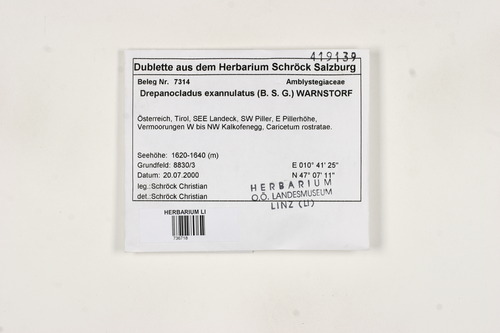 419139
Dublette aus dem Herbarium Schröck Salzburg
Beleg Nr. 7314 Amblystegiaceae
Drepanocladus exannulatus (B. S. G.) WARNSTORF
Österreich, Tirol, SEE Landeck, SW Piller, E Pillerhöhe,
Vermoorungen W bis NW Kalkofenegg, Caricetum rostratae.
Seehöhe: 1620-1640 (m)
Grundfeld: 8830/3 E 010° 41' 25"
Datum: 20.07.2000 N 47° 07' 11"
leg.: Schröck Christian
det.: Schröck Christian
HERBARIUM
O.Ö. LANDESMUSEUM
LINZ (LI)
HERBARIUM LI
736718